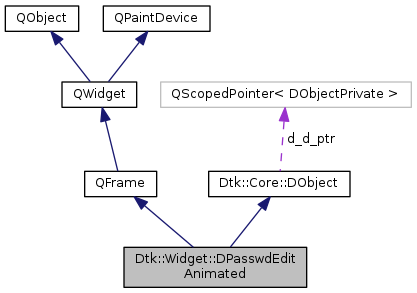 QObject
QPaintDevice
QWidget
QScopedPointer< DObjectPrivate >
d_d_ptr
QFrame
Dtk::Core::DObject
Dtk::Widget::DPasswdEdit
Animated